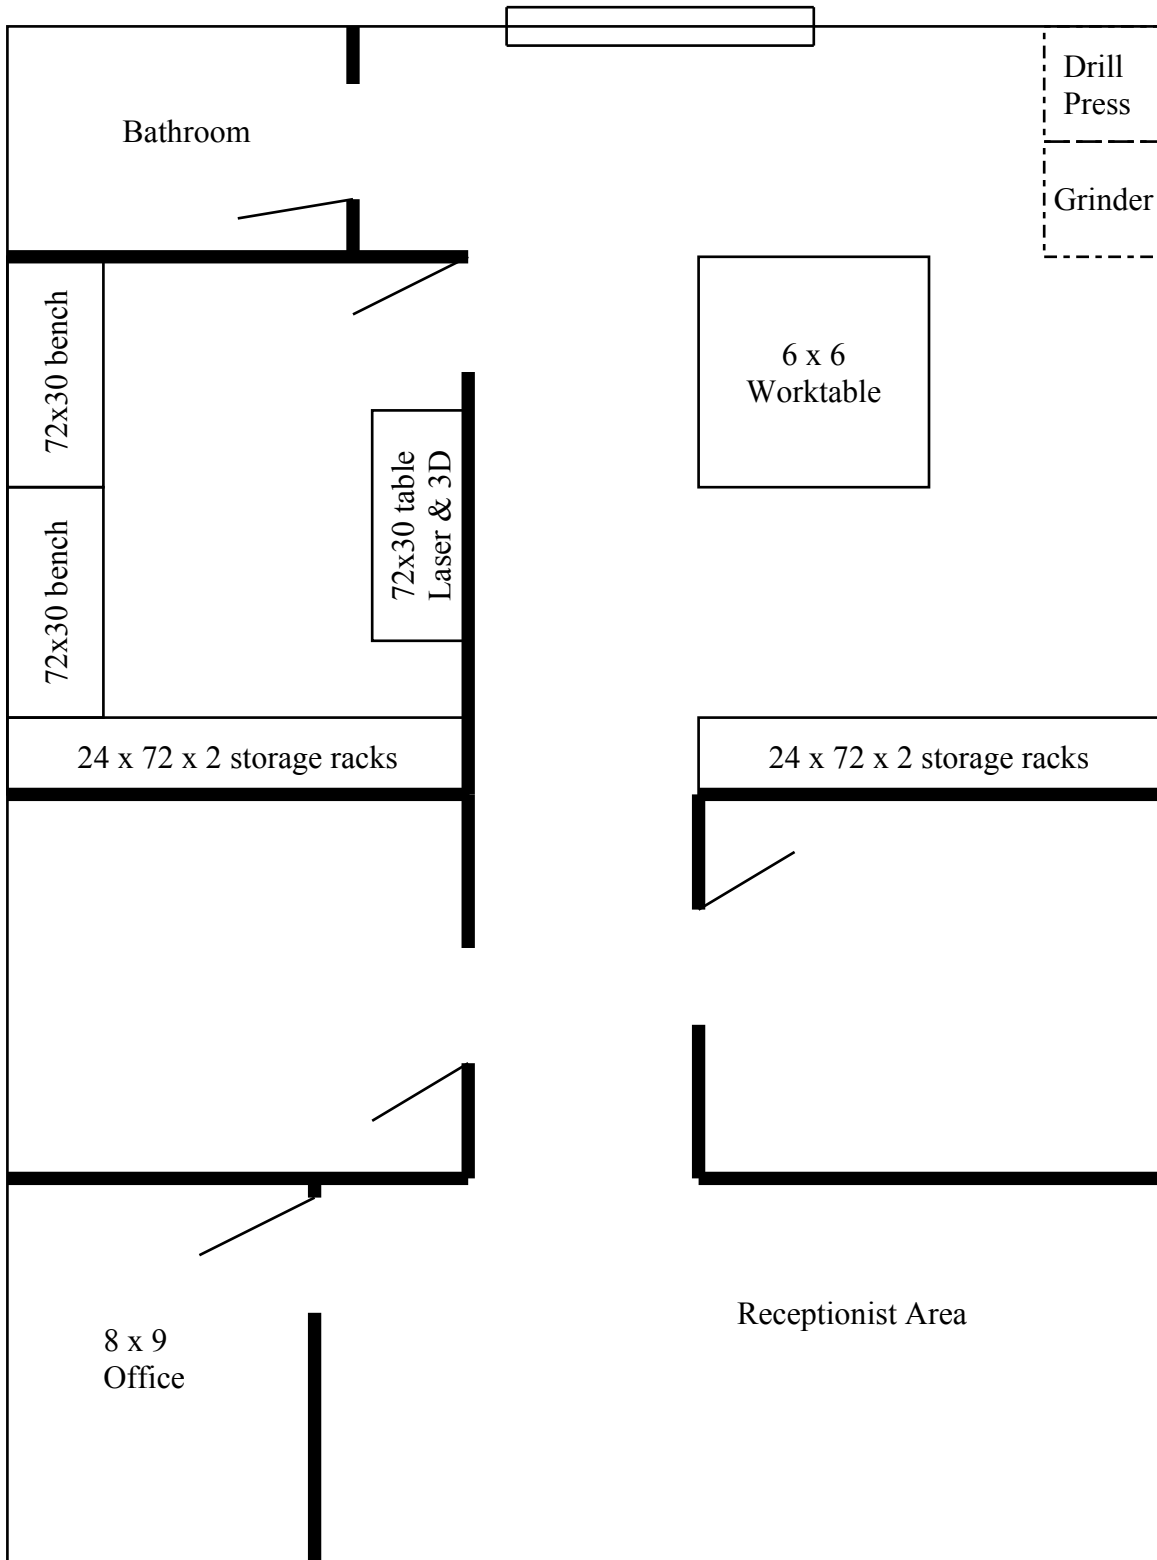 Drill
Press
Bathroom
Grinder
72x30 bench
6 x 6
Worktable
72x30 table
Laser & 3D
72x30 bench
24 x 72 x 2 storage racks
24 x 72 x 2 storage racks
Receptionist Area
8 x 9
Office